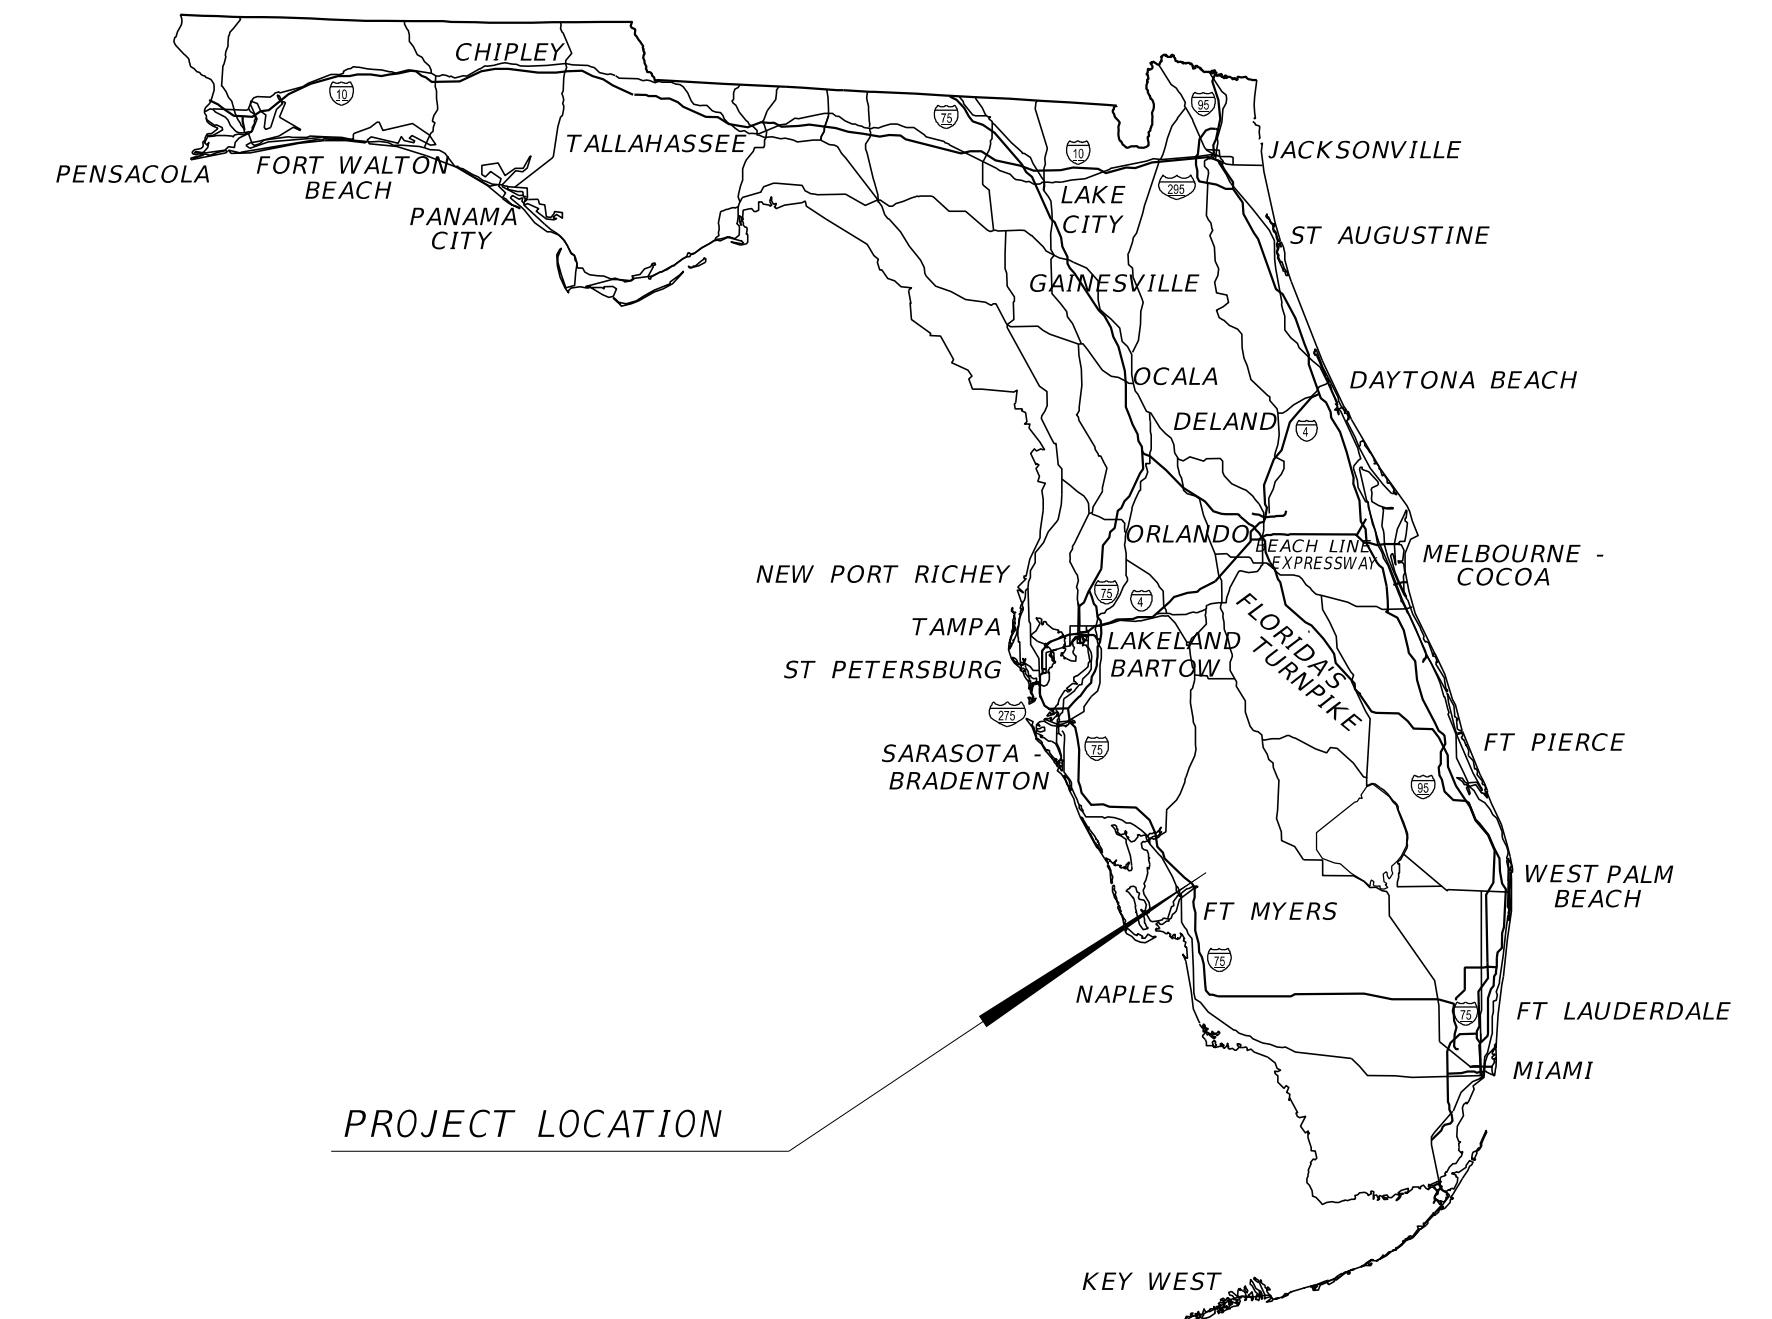 CHIPLEY
10
75
95
TALLAHASSEE
JACKSONVILLE
10
PENSACOLA
FORT WALTON
BEACH
295
LAKE
CITY
PANAMA
CITY
ST AUGUSTINE
GAINESVILLE
OCALA
DAYTONA BEACH
DELAND
4
ORLANDO
BEACH LINE
EXPRESSWAY
MELBOURNE -
COCOA
NEW PORT RICHEY
75
4
FLORIDA'S
TURNPIKE
TAMPA
LAKELAND
BARTOW
ST PETERSBURG
275
75
FT PIERCE
SARASOTA -
BRADENTON
95
WEST PALM
BEACH
FT MYERS
75
NAPLES
75
FT LAUDERDALE
MIAMI
PROJECT LOCATION
KEY WEST